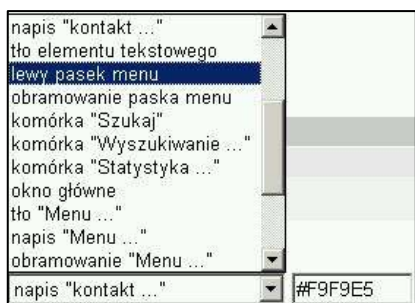 napis "kontakt ..."
tło elementu tekstowego
lewy pasek menu
obramowanie paska menu
komórka "Szukaj"
komórka "Wyszukiwanie ..."
komórka "Statystyka ..."
okno główne
tło "Menu ..."
napis "Menu ..."
obramowanie "Menu ..."
napis "kontakt ..." #F9F9E5